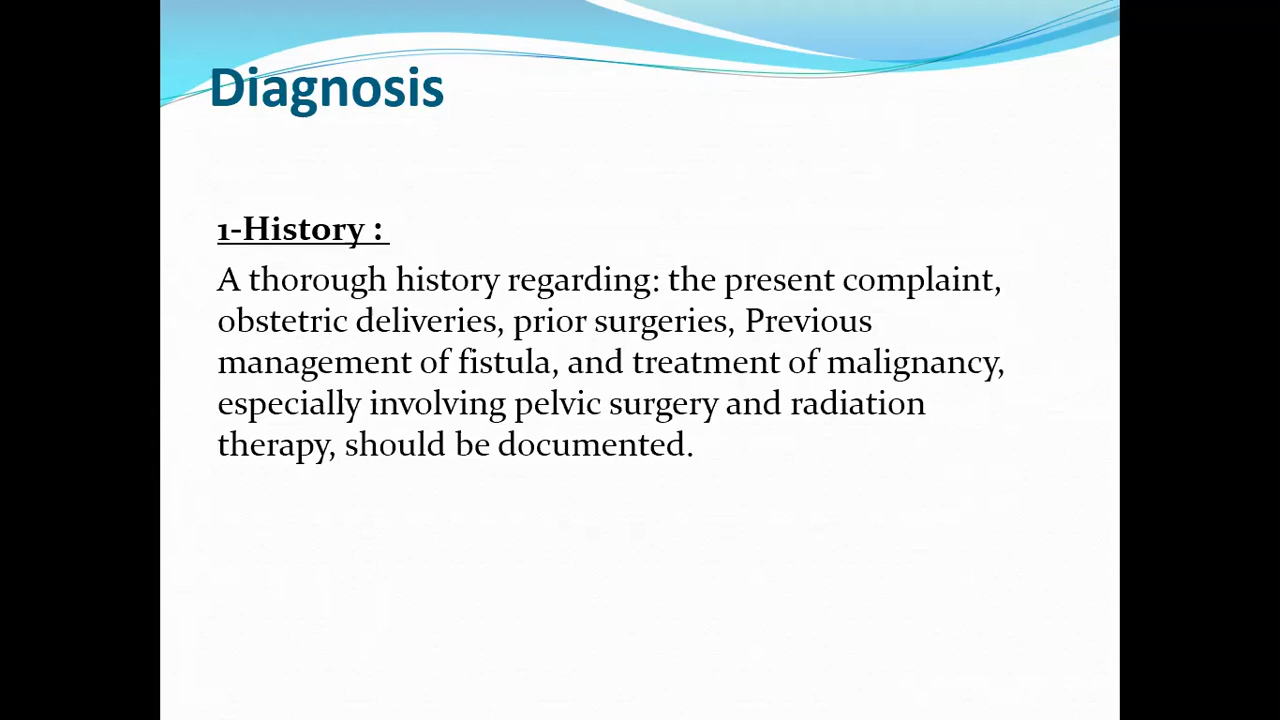 Diagnosis
1-History :
A thorough history regarding: the present complaint,
obstetric deliveries, prior surgeries, Previous
management of fistula, and treatment of malignancy,
especially involving pelvic surgery and radiation
therapy, should be documented.